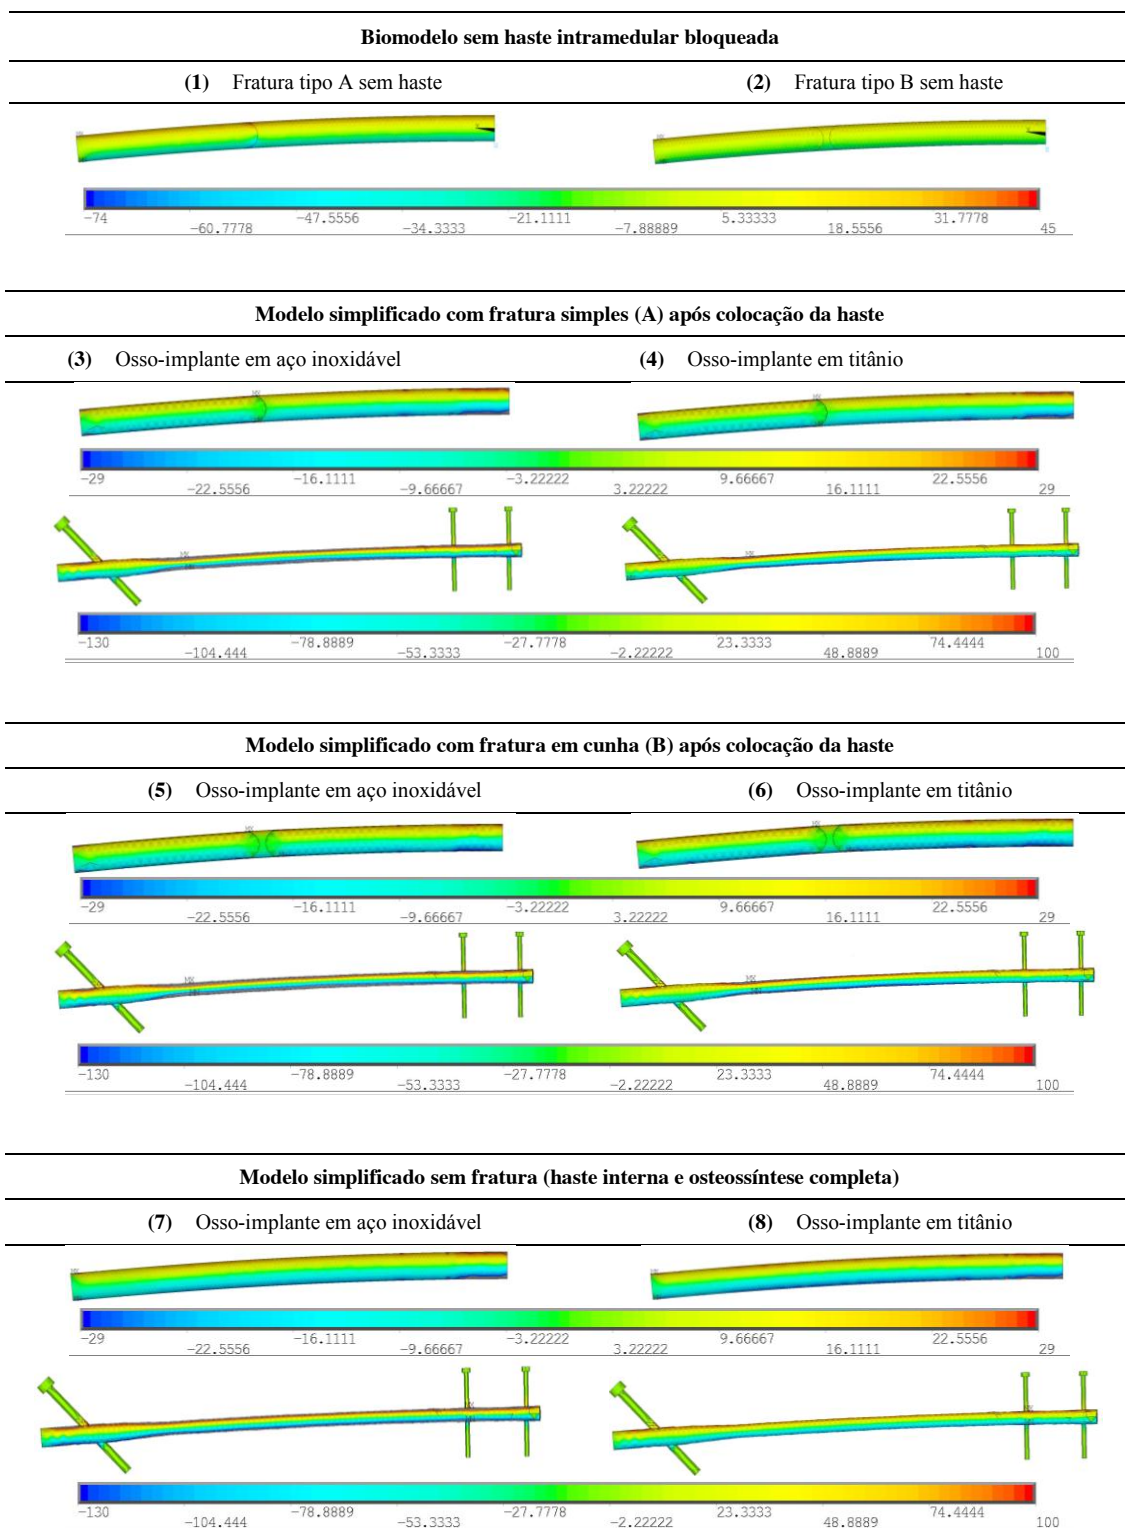 Biomodelo sem haste intramedular bloqueada
(1) Fratura tipo A sem haste (2) Fratura tipo B sem haste
-74 -47.5556 -21.1111 5.33333 31.7778
-60.7778 -34.3333 -7.88889 18.5556 45
Modelo simplificado com fratura simples (A) após colocação da haste
(3) Osso-implante em aço inoxidável (4) Osso-implante em titânio
-29 -16.1111 -3.22222 9.66667 22.5556
-22.5556 -9.66667 3.22222 16.1111 29
-130 -78.8889 -27.7778 23.3333 74.4444
-104.444 -53.3333 -2.22222 48.8889 100
Modelo simplificado com fratura em cunha (B) após colocação da haste
(5) Osso-implante em aço inoxidável (6) Osso-implante em titânio
-29 -16.1111 -3.22222 9.66667 22.5556
-22.5556 -9.66667 3.22222 16.1111 29
-130 -78.8889 -27.7778 23.3333 74.4444
-104.444 -53.3333 -2.22222 48.8889 100
Modelo simplificado sem fratura (haste interna e osteossíntese completa)
(7) Osso-implante em aço inoxidável (8) Osso-implante em titânio
-29 -16.1111 -3.22222 9.66667 22.5556
-22.5556 -9.66667 3.22222 16.1111 29
-130 -78.8889 -27.7778 23.3333 74.4444
-104.444 -53.3333 -2.22222 48.8889 100